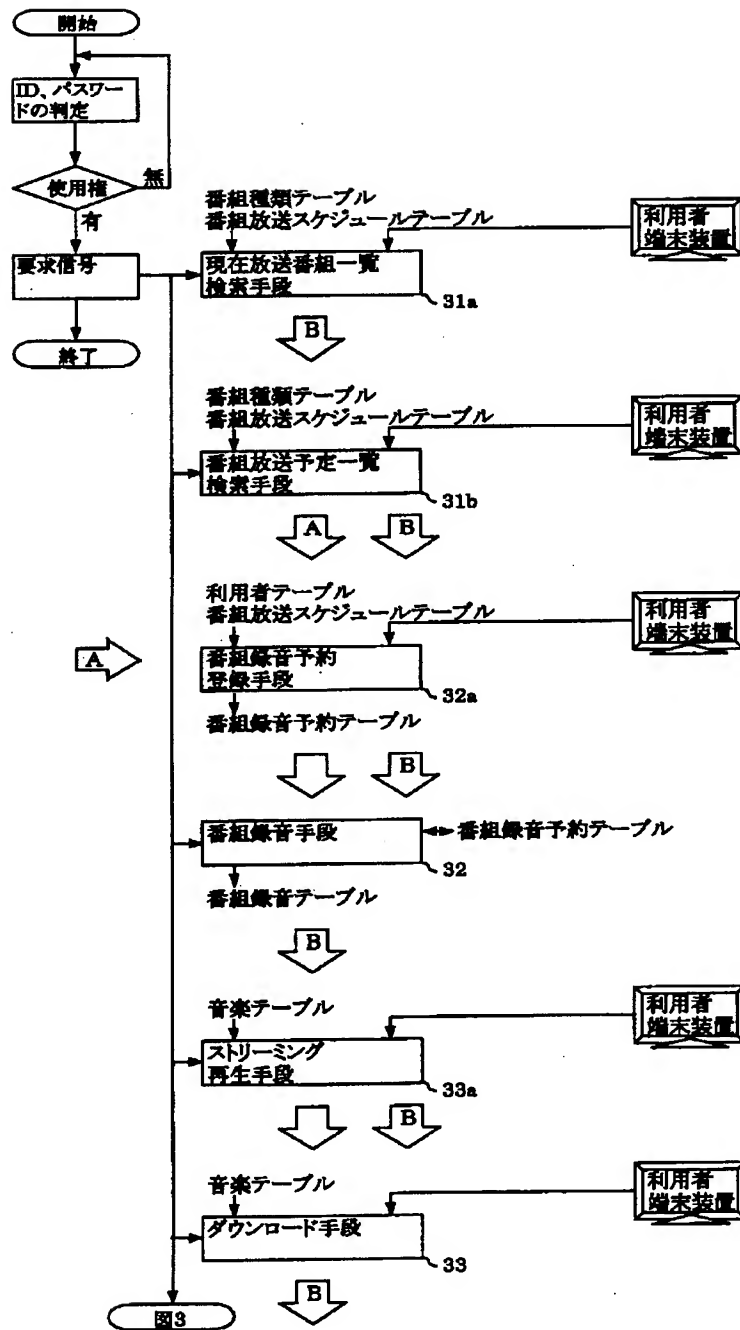 開始
ID、パスワー
ドの判定
使用権
無
有
要求信号
終了
番組種類テーブル
番組放送スケジュールテーブル
利用者
端末装置
現在放送番組一覧
検索手段
31a
B
番組種類テーブル
番組放送スケジュールテーブル
利用者
端末装置
番組放送予定一覧
検索手段
31b
A
B
利用者テーブル
番組放送スケジュールテーブル
利用者
端末装置
A
番組録音予約
登録手段
32a
番組録音予約テーブル
B
番組録音手段
番組録音予約テーブル
32
番組録音テーブル
B
音楽テーブル
利用者
端末装置
ストリーミング
再生手段
33a
B
音楽テーブル
利用者
端末装置
ダウンロード手段
33
B
図3